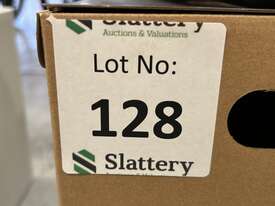 Slattery
Auctions & Valuations
Lot No:
128
Slattery